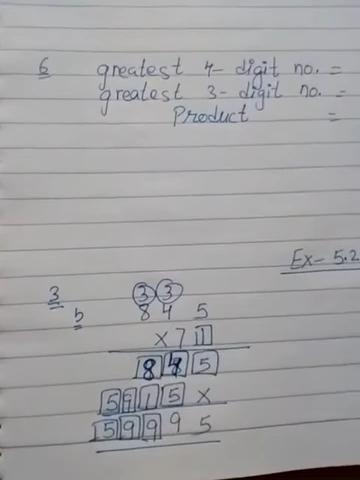 6 greatest 4- digit no. =
greatest 3- digit no. =
Product =
Ex- 5.2
3 b 3 3
8 4 5
x 7 1
8 4 5
5 9 1 5 x
5 9 9 9 5